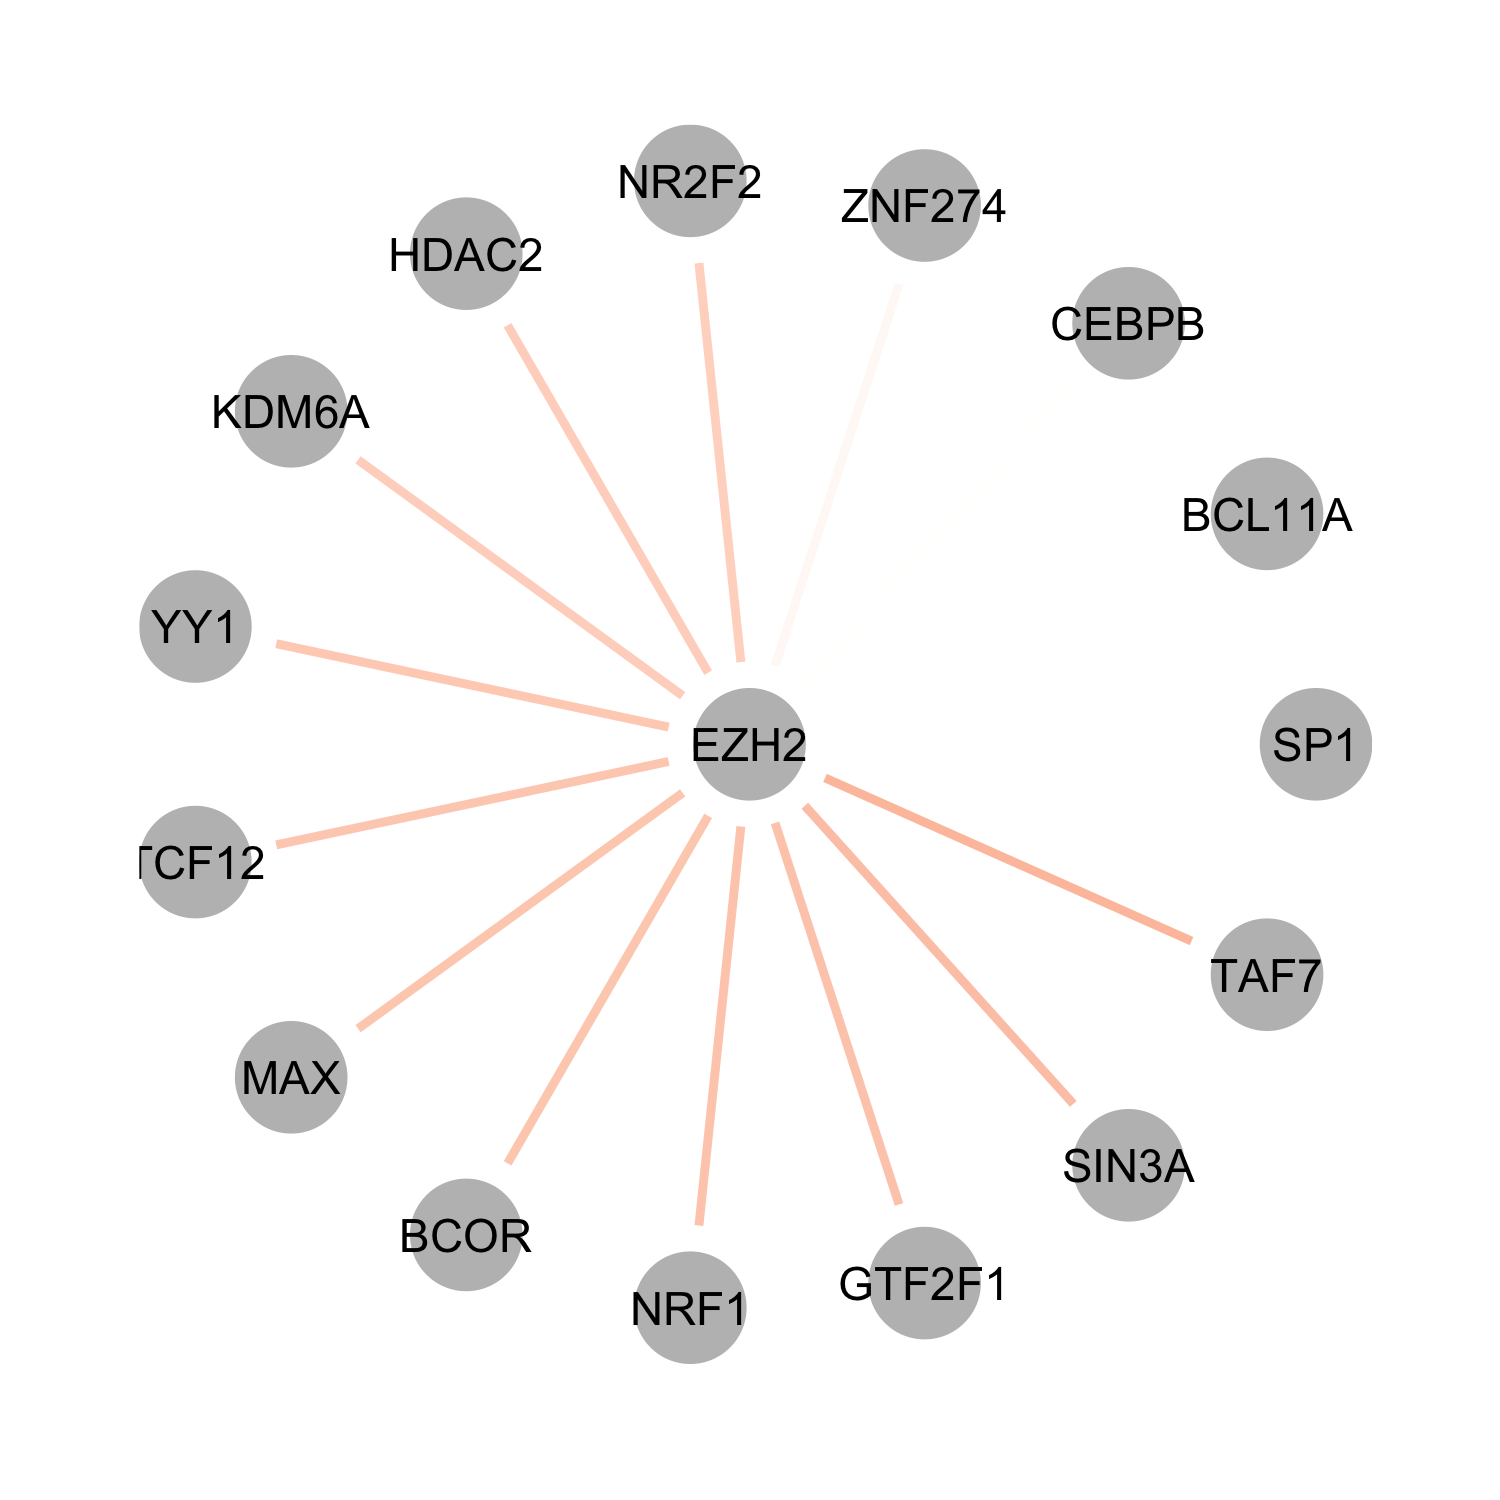 NR2F2
ZNF274
HDAC2
CEBPB
KDM6A
BCL11A
YY1
EZH2
SP1
TCF12
TAF7
MAX
SIN3A
BCOR
GTF2F1
NRF1